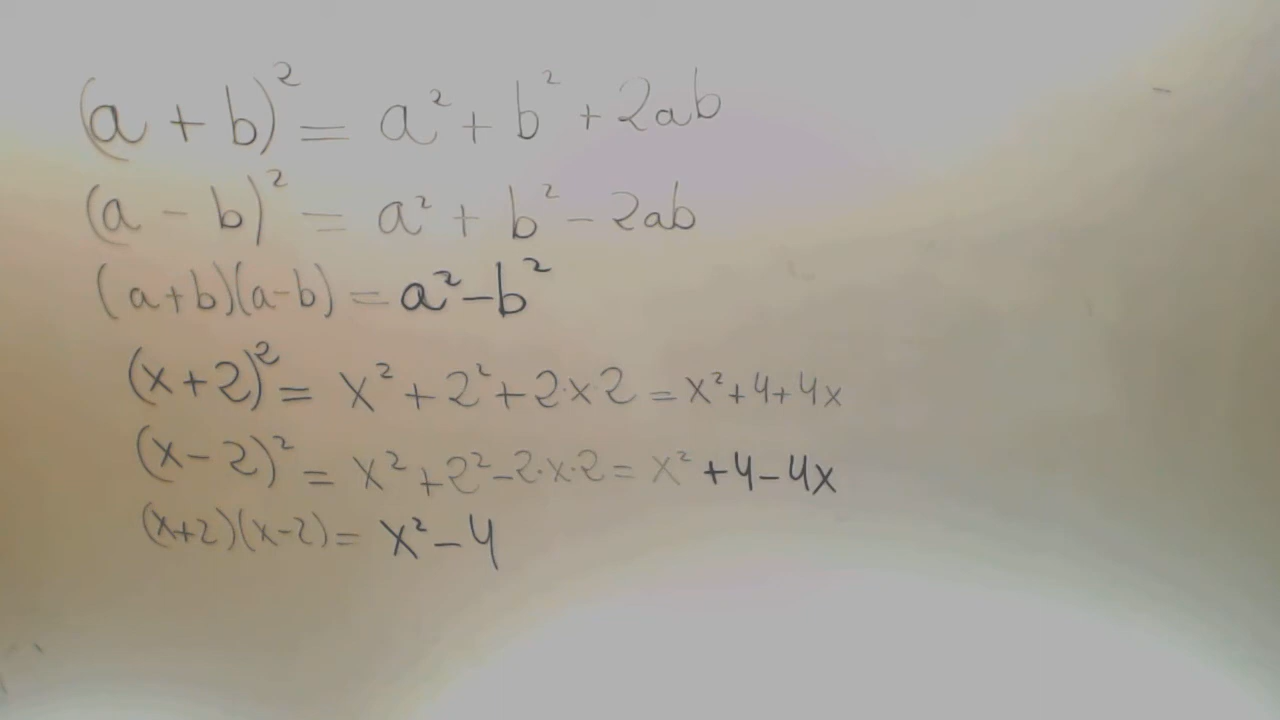 (a + b)² = a² + b² + 2ab
(a - b)² = a² + b² - 2ab
(a+b)(a-b) = a² - b²
(x+2)² = x² + 2² + 2·x·2 = x² + 4 + 4x
(x-2)² = x² + 2² - 2·x·2 = x² + 4 - 4x
(x+2)(x-2) = x² - 4